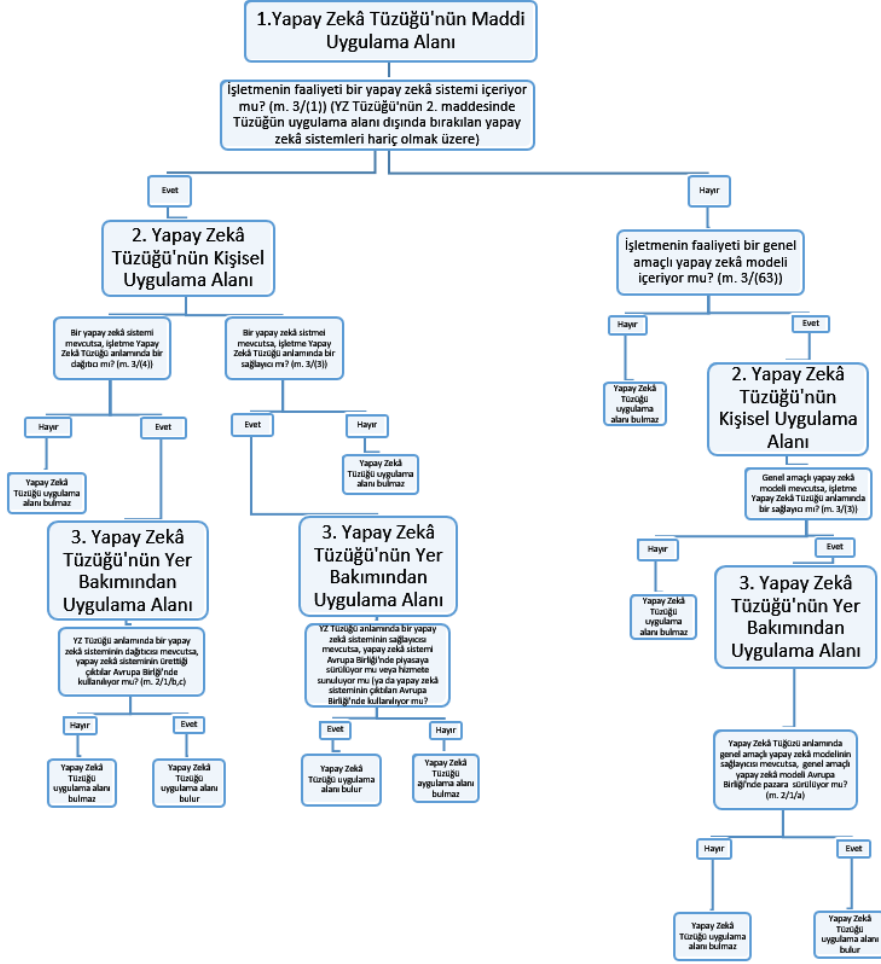 1.Yapay Zekâ Tüzüğü'nün Maddi
Uygulama Alanı
İşletmenin faaliyeti bir yapay zekâ sistemi içeriyor
mu? (m. 3/(1)) (YZ Tüzüğü'nün 2. maddesinde
Tüzüğün uygulama alanı dışında bırakılan yapay
zekâ sistemleri hariç olmak üzere)
Evet
Hayır
2. Yapay Zekâ
Tüzüğü'nün Kişisel
Uygulama Alanı
İşletmenin faaliyeti bir genel
amaçlı yapay zekâ modeli
içeriyor mu? (m. 3/(63))
Bir yapay zekâ sistemi
mevcutsa, işletme Yapay
Zekâ Tüzüğü anlamında bir
dağıtıcı mı? (m. 3/(4))
Bir yapay zekâ sistmei
mevcutsa, işletme Yapay
Zekâ Tüzüğü anlamında bir
sağlayıcı mı? (m. 3/(3))
Hayır
Evet
Yapay Zekâ
Tüzüğü
uygulama
alanı bulmaz
2. Yapay Zekâ
Tüzüğü'nün
Kişisel Uygulama
Alanı
Hayır
Evet
Evet
Hayır
Yapay Zekâ
Tüzüğü uygulama
alanı bulmaz
Yapay Zekâ
Tüzüğü uygulama
alanı bulmaz
Genel amaçlı yapay zekâ
modeli mevcutsa, işletme
Yapay Zekâ Tüzüğü anlamında
bir sağlayıcı mı? (m. 3/(3))
3. Yapay Zekâ
Tüzüğü'nün Yer
Bakımından
Uygulama Alanı
3. Yapay Zekâ
Tüzüğü'nün Yer
Bakımından
Uygulama Alanı
Hayır
Evet
Yapay Zekâ
Tüzüğü
uygulama
alanı bulmaz
3. Yapay Zekâ
Tüzüğü'nün Yer
Bakımından
Uygulama Alanı
YZ Tüzüğü anlamında bir yapay
zekâ sisteminin dağıtıcısı mevcutsa,
yapay zekâ sisteminin ürettiği
çıktılar Avrupa Birliği'nde
kullanılıyor mu? (m. 2/1/b,c)
YZ Tüzüğü anlamında bir yapay
zekâ sisteminin sağlayıcısı
mevcutsa, yapay zekâ sistemi
Avrupa Birliği'nde piyasaya
sürülüyor mu veya hizmete
sunuluyor mu (ya da yapay zekâ
sisteminin çıktıları Avrupa
Birliği'nde kullanılıyor mu?
Hayır
Evet
Evet
Hayır
Yapay Zekâ
Tüzüğü
uygulama alanı
bulmaz
Yapay Zekâ
Tüzüğü
uygulama alanı
bulur
Yapay Zekâ
Tüzüğü uygulama
alanı bulur
Yapay Zekâ
Tüzüğü
aygulama alanı
bulmaz
Yapay Zekâ Tüğüzü anlamında
genel amaçlı yapay zekâ modelinin
sağlayıcısı mevcutsa, genel amaçlı
yapay zekâ modeli Avrupa
Birliği'nde pazara sürülüyor mu?
(m. 2/1/a)
Hayır
Evet
Yapay Zekâ
Tüzüğü uygulama
alanı bulmaz
Yapay Zekâ
Tüzüğü
uygulama alanı
bulur